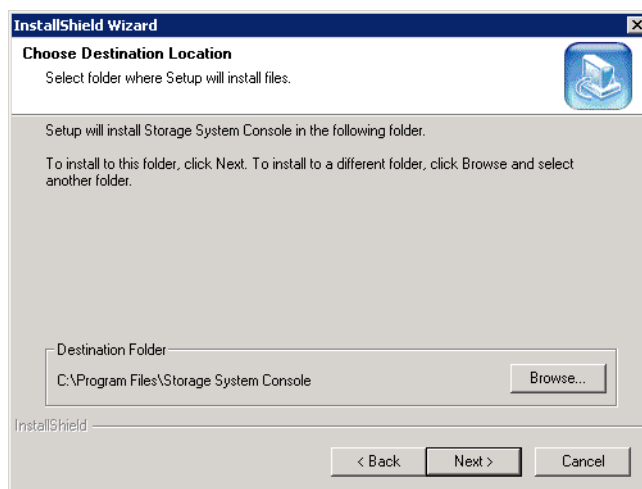 InstallShield Wizard
Choose Destination Location
Select folder where Setup will install files.
Setup will install Storage System Console in the following folder.
To install to this folder, click Next. To install to a different folder, click Browse and select
another folder.
Destination Folder
C:\Program Files\Storage System Console
Browse...
InstallShield
< Back
Next >
Cancel